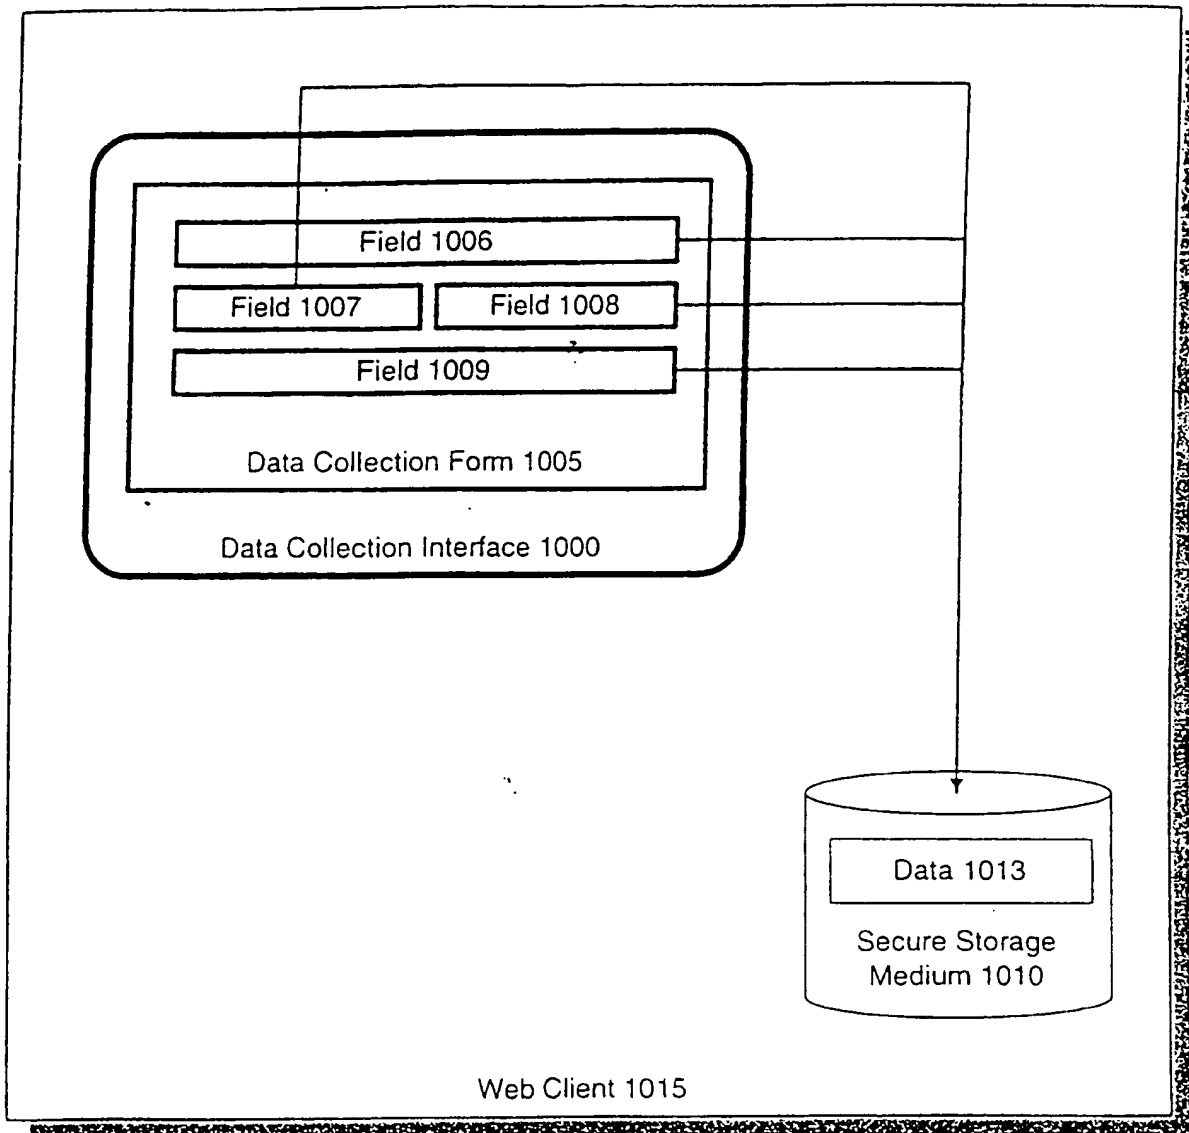 Field 1006
Field 1007
Field 1008
Field 1009
Data Collection Form 1005
Data Collection Interface 1000
Data 1013
Secure Storage
Medium 1010
Web Client 1015